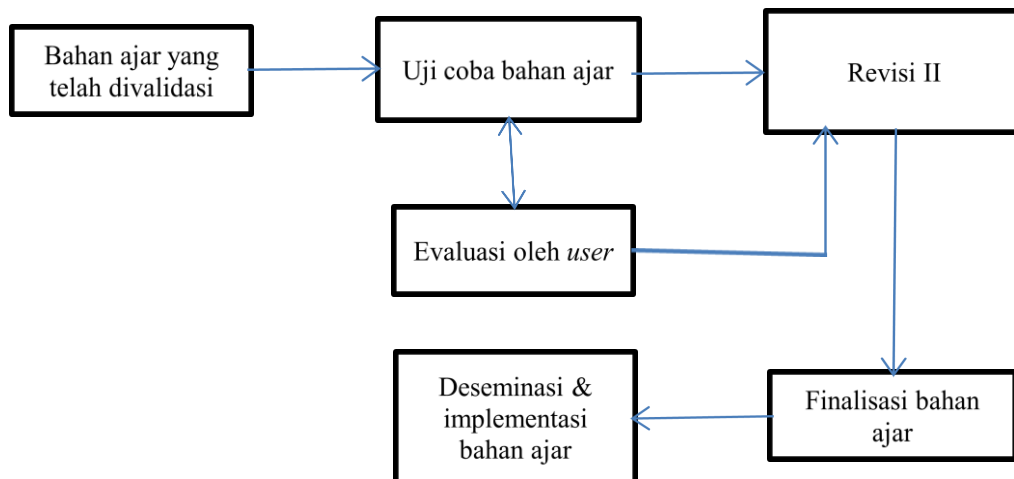 Bahan ajar yang
telah divalidasi
Uji coba bahan ajar
Revisi II
Evaluasi oleh user
Deseminasi &
implementasi
bahan ajar
Finalisasi bahan
ajar